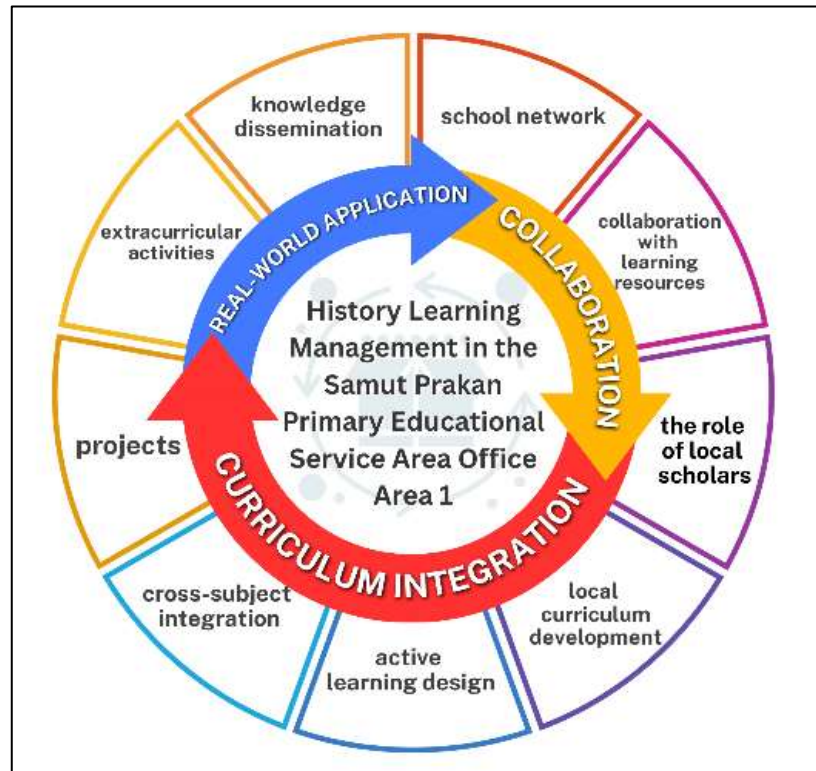 knowledge
dissemination
school network
extracurricular
activities
REAL-WORLD APPLICATION
COLLABORATION
collaboration
with
learning
resources
History Learning
Management in the
Samut Prakan
Primary Educational
Service Area Office
Area 1
projects
the role
of local
scholars
CURRICULUM INTEGRATION
cross-subject
integration
active
learning design
local
curriculum
development